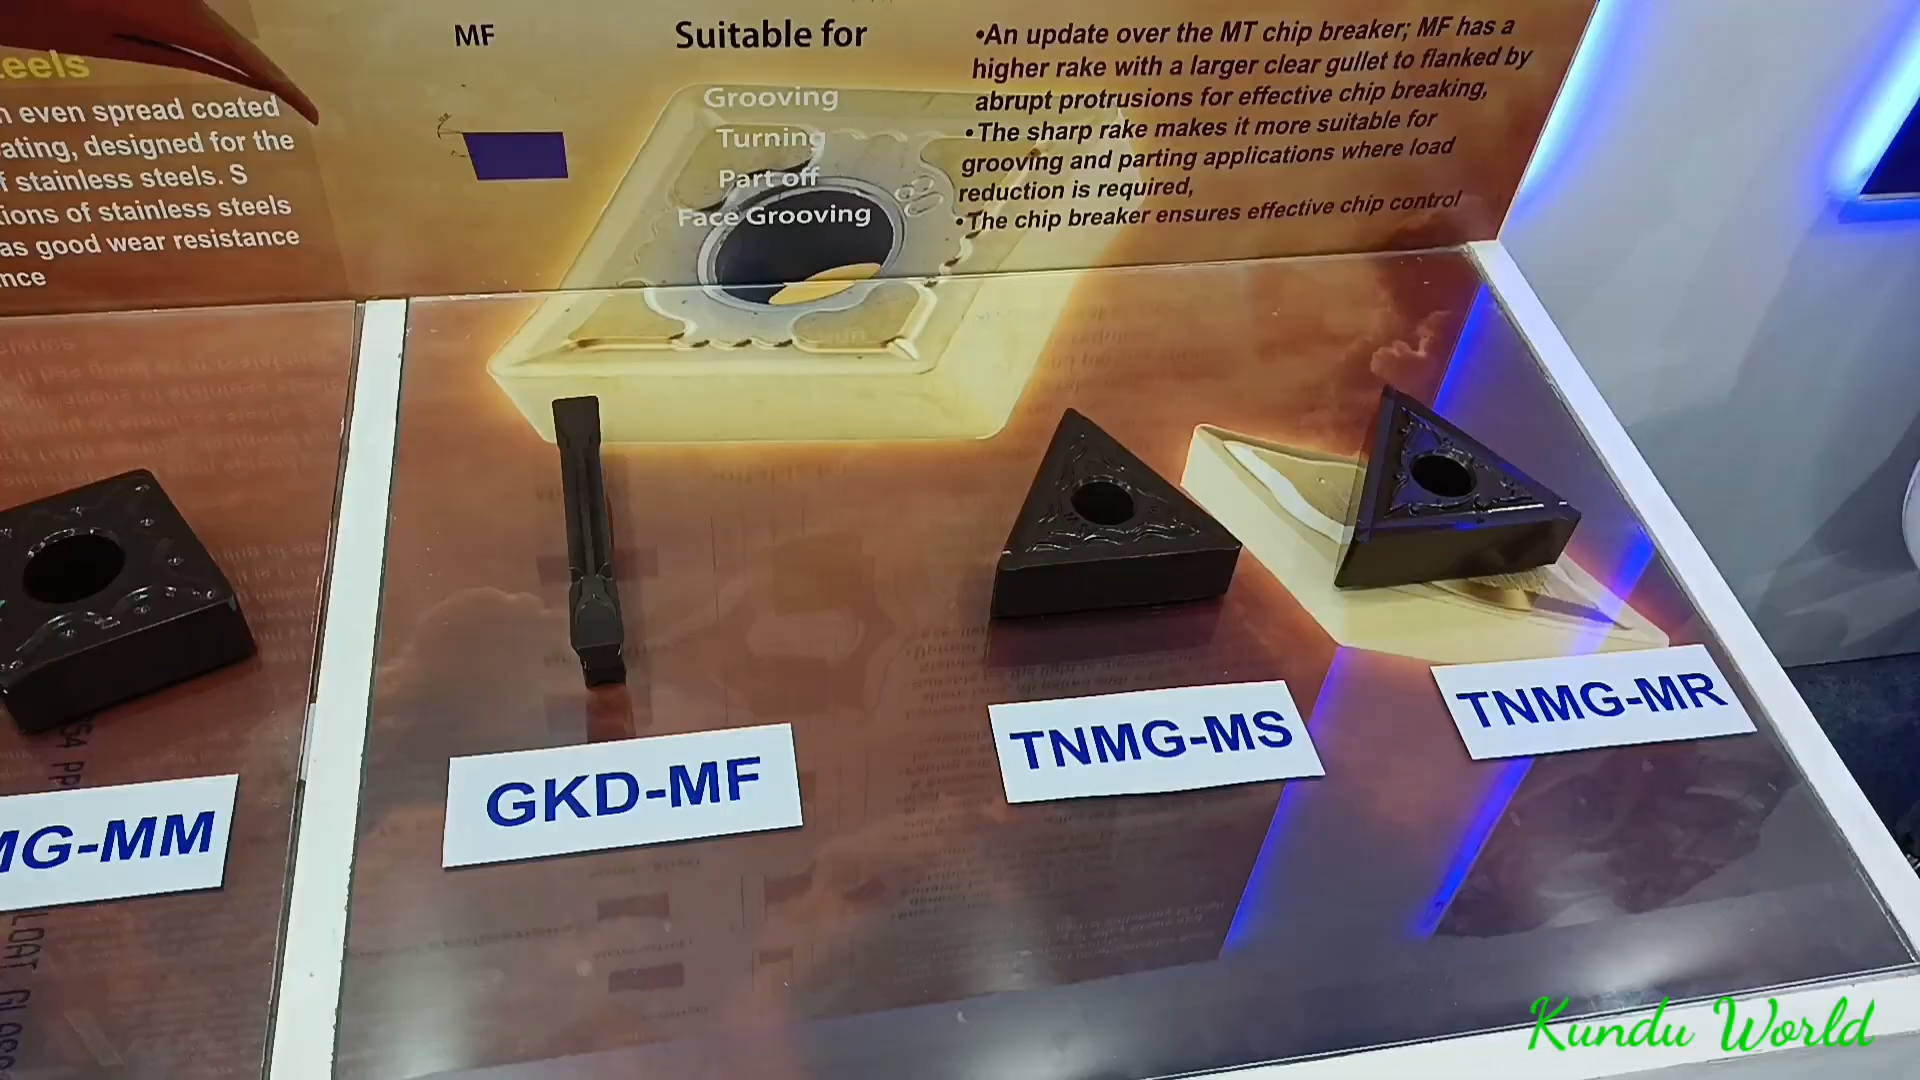 eels
even spread coated
ating, designed for the
f stainless steels. S
ions of stainless steels
as good wear resistance
nce
MF
Suitable for
Grooving
Turning
Part off
Face Grooving
•An update over the MT chip breaker; MF has a
higher rake with a larger clear gullet to flanked by
abrupt protrusions for effective chip breaking,
•The sharp rake makes it more suitable for
grooving and parting applications where load
reduction is required,
•The chip breaker ensures effective chip control
MG-MM
GKD-MF
TNMG-MS
TNMG-MR
Kundu World